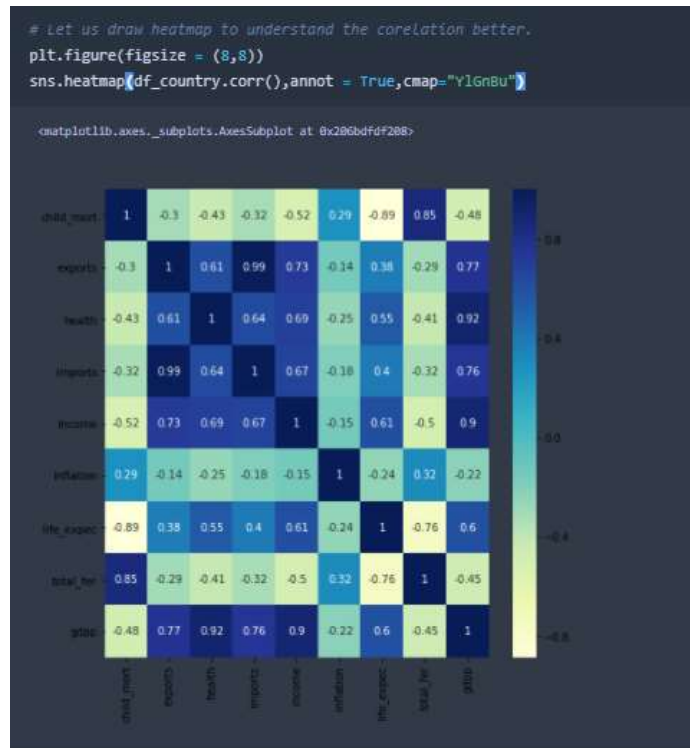 # Let us draw heatmap to understand the corelation better.
plt.figure(figsize = (8,8))
sns.heatmap(df_country.corr(),annot = True,cmap="YlGnBu")
<matplotlib.axes._subplots.AxesSubplot at 0x206bdfdf208>
child_mort 1 -0.3 -0.43 -0.32 -0.52 0.29 -0.89 0.85 -0.48
exports -0.3 1 0.61 0.99 0.73 -0.14 0.38 -0.29 0.77
health -0.43 0.61 1 0.64 0.69 -0.25 0.55 -0.41 0.92
imports -0.32 0.99 0.64 1 0.67 -0.18 0.4 -0.32 0.76
income -0.52 0.73 0.69 0.67 1 -0.15 0.61 -0.5 0.9
inflation 0.29 -0.14 -0.25 -0.18 -0.15 1 -0.24 0.32 -0.22
life_expec -0.89 0.38 0.55 0.4 0.61 -0.24 1 -0.76 0.6
total_fer 0.85 -0.29 -0.41 -0.32 -0.5 0.32 -0.76 1 -0.45
gdpp -0.48 0.77 0.92 0.76 0.9 -0.22 0.6 -0.45 1
child_mort exports health imports income inflation life_expec total_fer gdpp
0.8
0.4
0.0
-0.4
-0.8